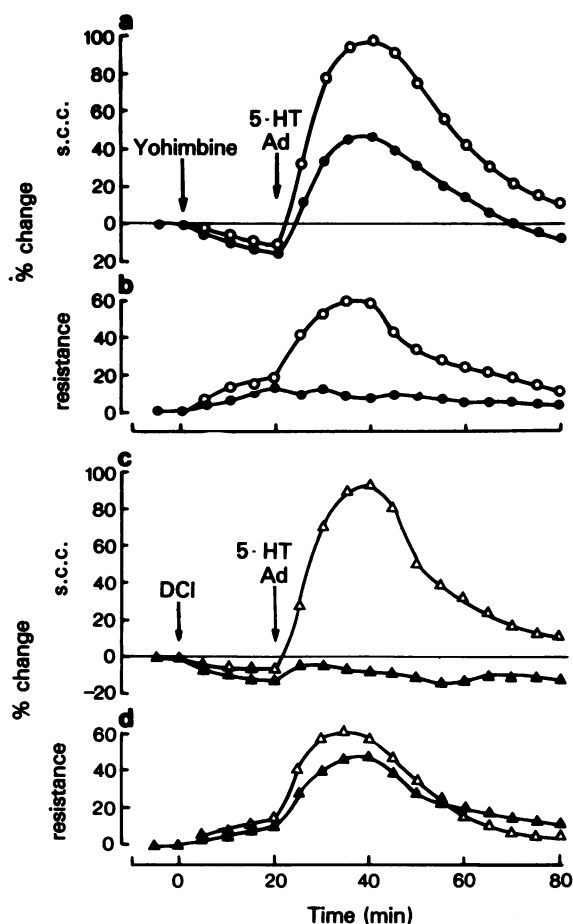 a
100
80
60
40
20
0
20
s.c.c.
Yohimbine
5-HT
Ad
% change
b
60
40
20
0
resistance
c
100
80
60
40
20
0
-20
s.c.c.
DCI
5-HT
Ad
% change
d
60
40
20
0
resistance
0 20 40 60 80
Time (min)